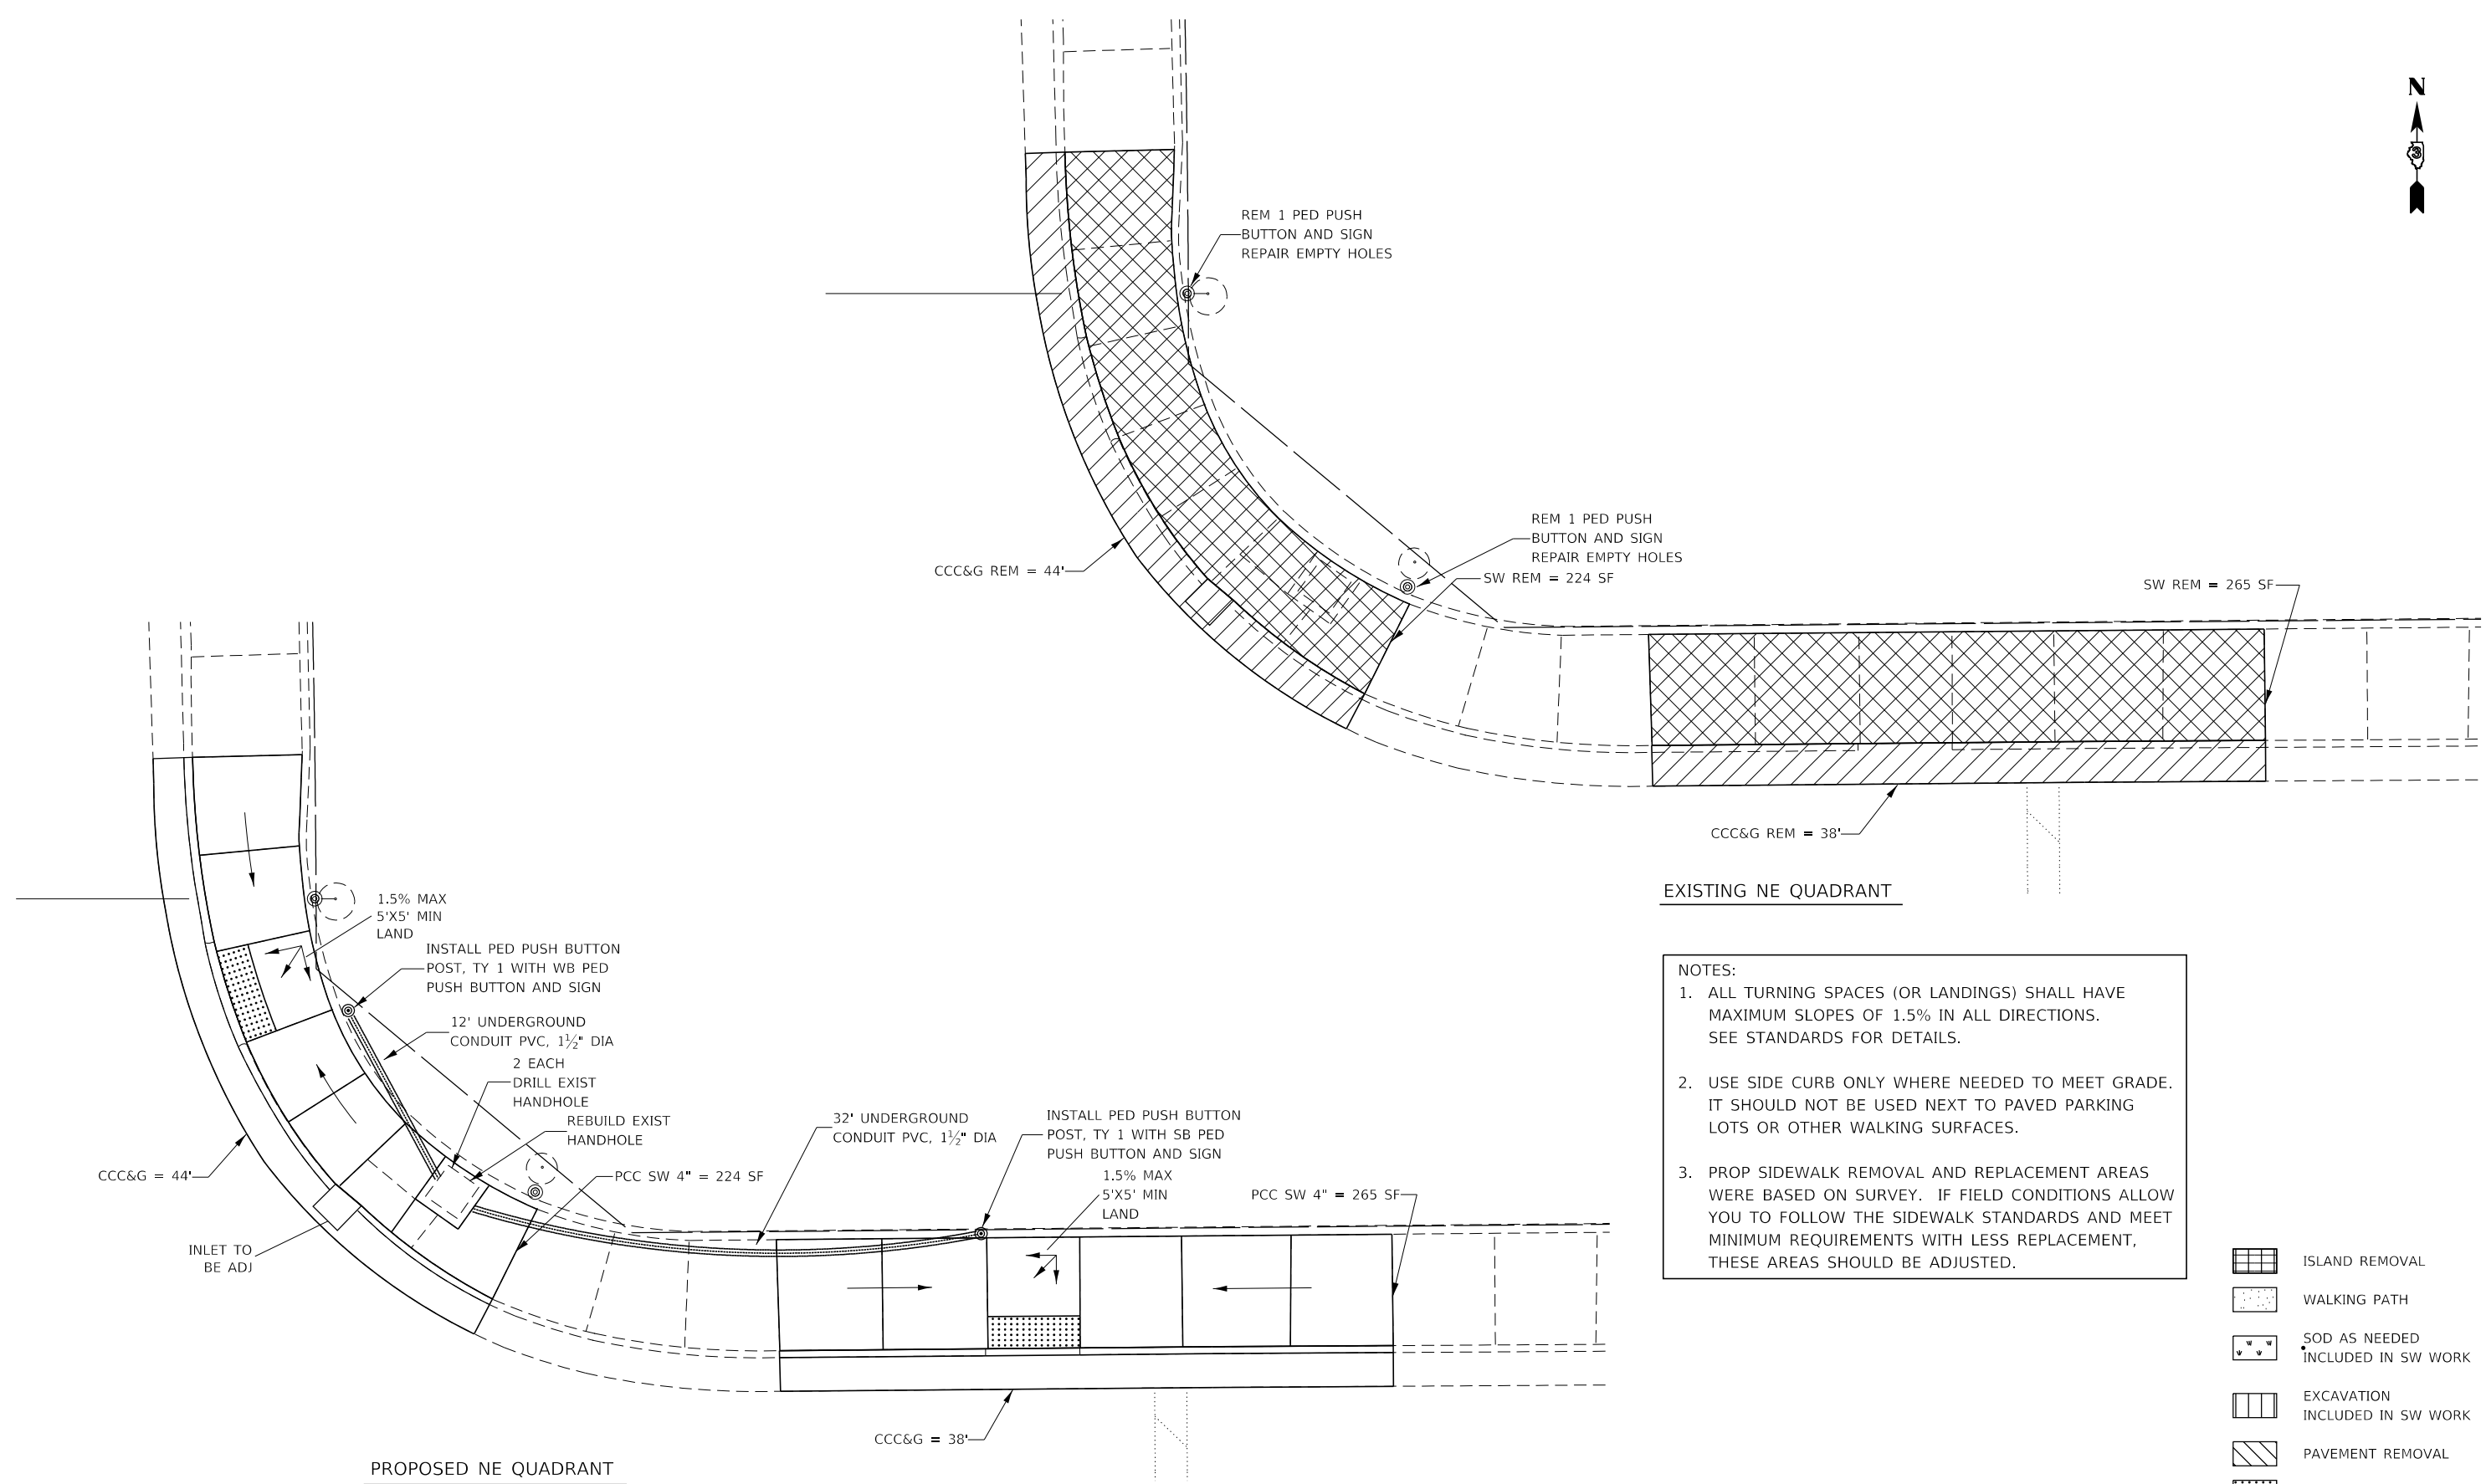 N
3
REM 1 PED PUSH
BUTTON AND SIGN
REPAIR EMPTY HOLES
REM 1 PED PUSH
BUTTON AND SIGN
REPAIR EMPTY HOLES
CCC&G REM = 44'
SW REM = 224 SF
SW REM = 265 SF
CCC&G REM = 38'
EXISTING NE QUADRANT
1.5% MAX
5'X5' MIN
LAND
INSTALL PED PUSH BUTTON
POST, TY 1 WITH WB PED
PUSH BUTTON AND SIGN
12' UNDERGROUND
CONDUIT PVC, 1½" DIA
2 EACH
DRILL EXIST
HANDHOLE
REBUILD EXIST
HANDHOLE
CCC&G = 44'
PCC SW 4" = 224 SF
INLET TO
BE ADJ
32' UNDERGROUND
CONDUIT PVC, 1½" DIA
INSTALL PED PUSH BUTTON
POST, TY 1 WITH SB PED
PUSH BUTTON AND SIGN
1.5% MAX
5'X5' MIN
LAND
PCC SW 4" = 265 SF
CCC&G = 38'
PROPOSED NE QUADRANT
NOTES:
1. ALL TURNING SPACES (OR LANDINGS) SHALL HAVE
MAXIMUM SLOPES OF 1.5% IN ALL DIRECTIONS.
SEE STANDARDS FOR DETAILS.
2. USE SIDE CURB ONLY WHERE NEEDED TO MEET GRADE.
IT SHOULD NOT BE USED NEXT TO PAVED PARKING
LOTS OR OTHER WALKING SURFACES.
3. PROP SIDEWALK REMOVAL AND REPLACEMENT AREAS
WERE BASED ON SURVEY. IF FIELD CONDITIONS ALLOW
YOU TO FOLLOW THE SIDEWALK STANDARDS AND MEET
MINIMUM REQUIREMENTS WITH LESS REPLACEMENT,
THESE AREAS SHOULD BE ADJUSTED.
ISLAND REMOVAL
WALKING PATH
SOD AS NEEDED
INCLUDED IN SW WORK
EXCAVATION
INCLUDED IN SW WORK
PAVEMENT REMOVAL